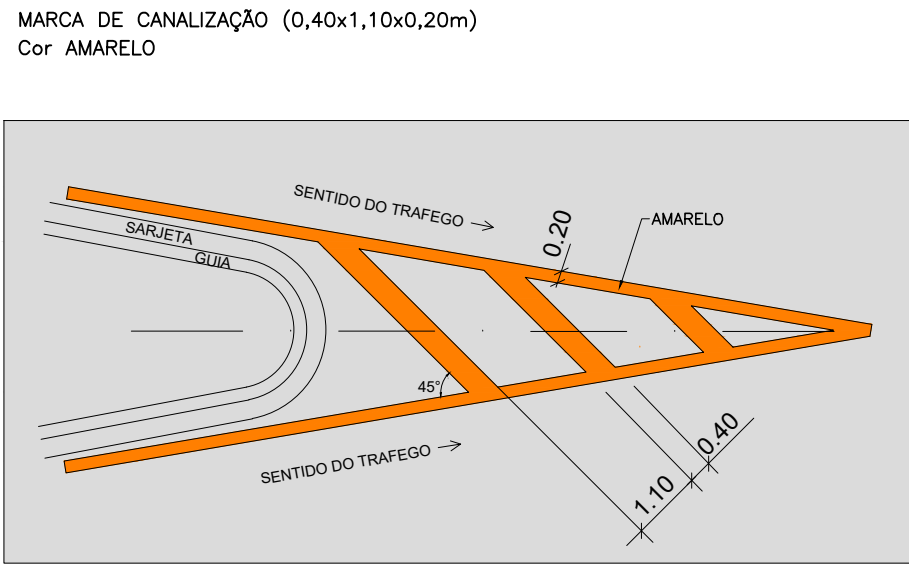 MARCA DE CANALIZAÇÃO (0,40x1,10x0,20m)
Cor AMARELO
SENTIDO DO TRAFEGO
0.20
AMARELO
SARJETA
GUIA
45°
SENTIDO DO TRAFEGO
0.40
1.10